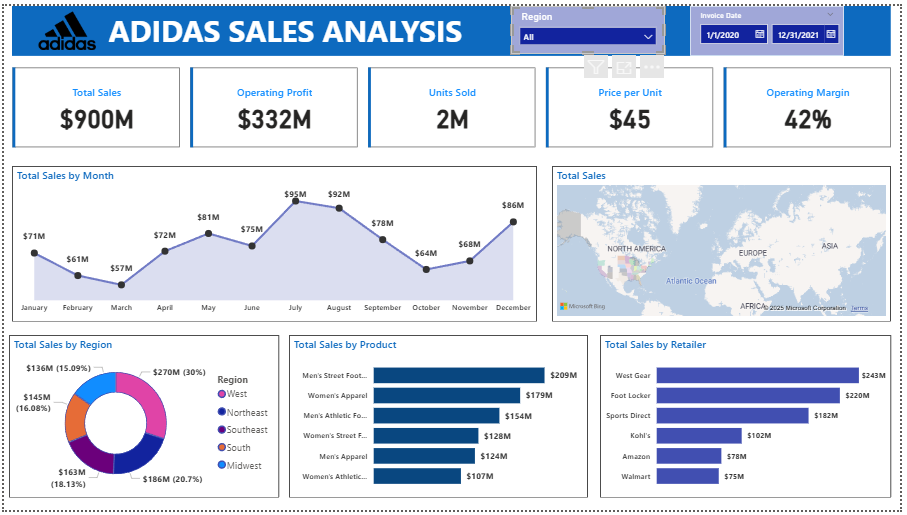 adidas
ADIDAS SALES ANALYSIS
Region
All
Invoice Date
1/1/2020
12/31/2021
Total Sales
$900M
Operating Profit
$332M
Units Sold
2M
Price per Unit
$45
Operating Margin
42%
Total Sales by Month
$71M
$61M
$57M
$72M
$81M
$75M
$95M
$92M
$78M
$64M
$68M
$86M
January February March April May June July August September October November December
Total Sales
NORTH AMERICA
EUROPE
ASIA
Atlantic Ocean
AFRICA
Microsoft Bing
© 2025 Microsoft Corporation Terms
Total Sales by Region
$136M (15.09%)
$270M (30%)
$145M
(16.08%)
$163M
(18.13%)
$186M (20.7%)
Region
West
Northeast
Southeast
South
Midwest
Total Sales by Product
Men's Street Foot... $209M
Women's Apparel $179M
Men's Athletic Fo... $154M
Women's Street F... $128M
Men's Apparel $124M
Women's Athletic... $107M
Total Sales by Retailer
West Gear $243M
Foot Locker $220M
Sports Direct $182M
Kohl's $102M
Amazon $78M
Walmart $75M